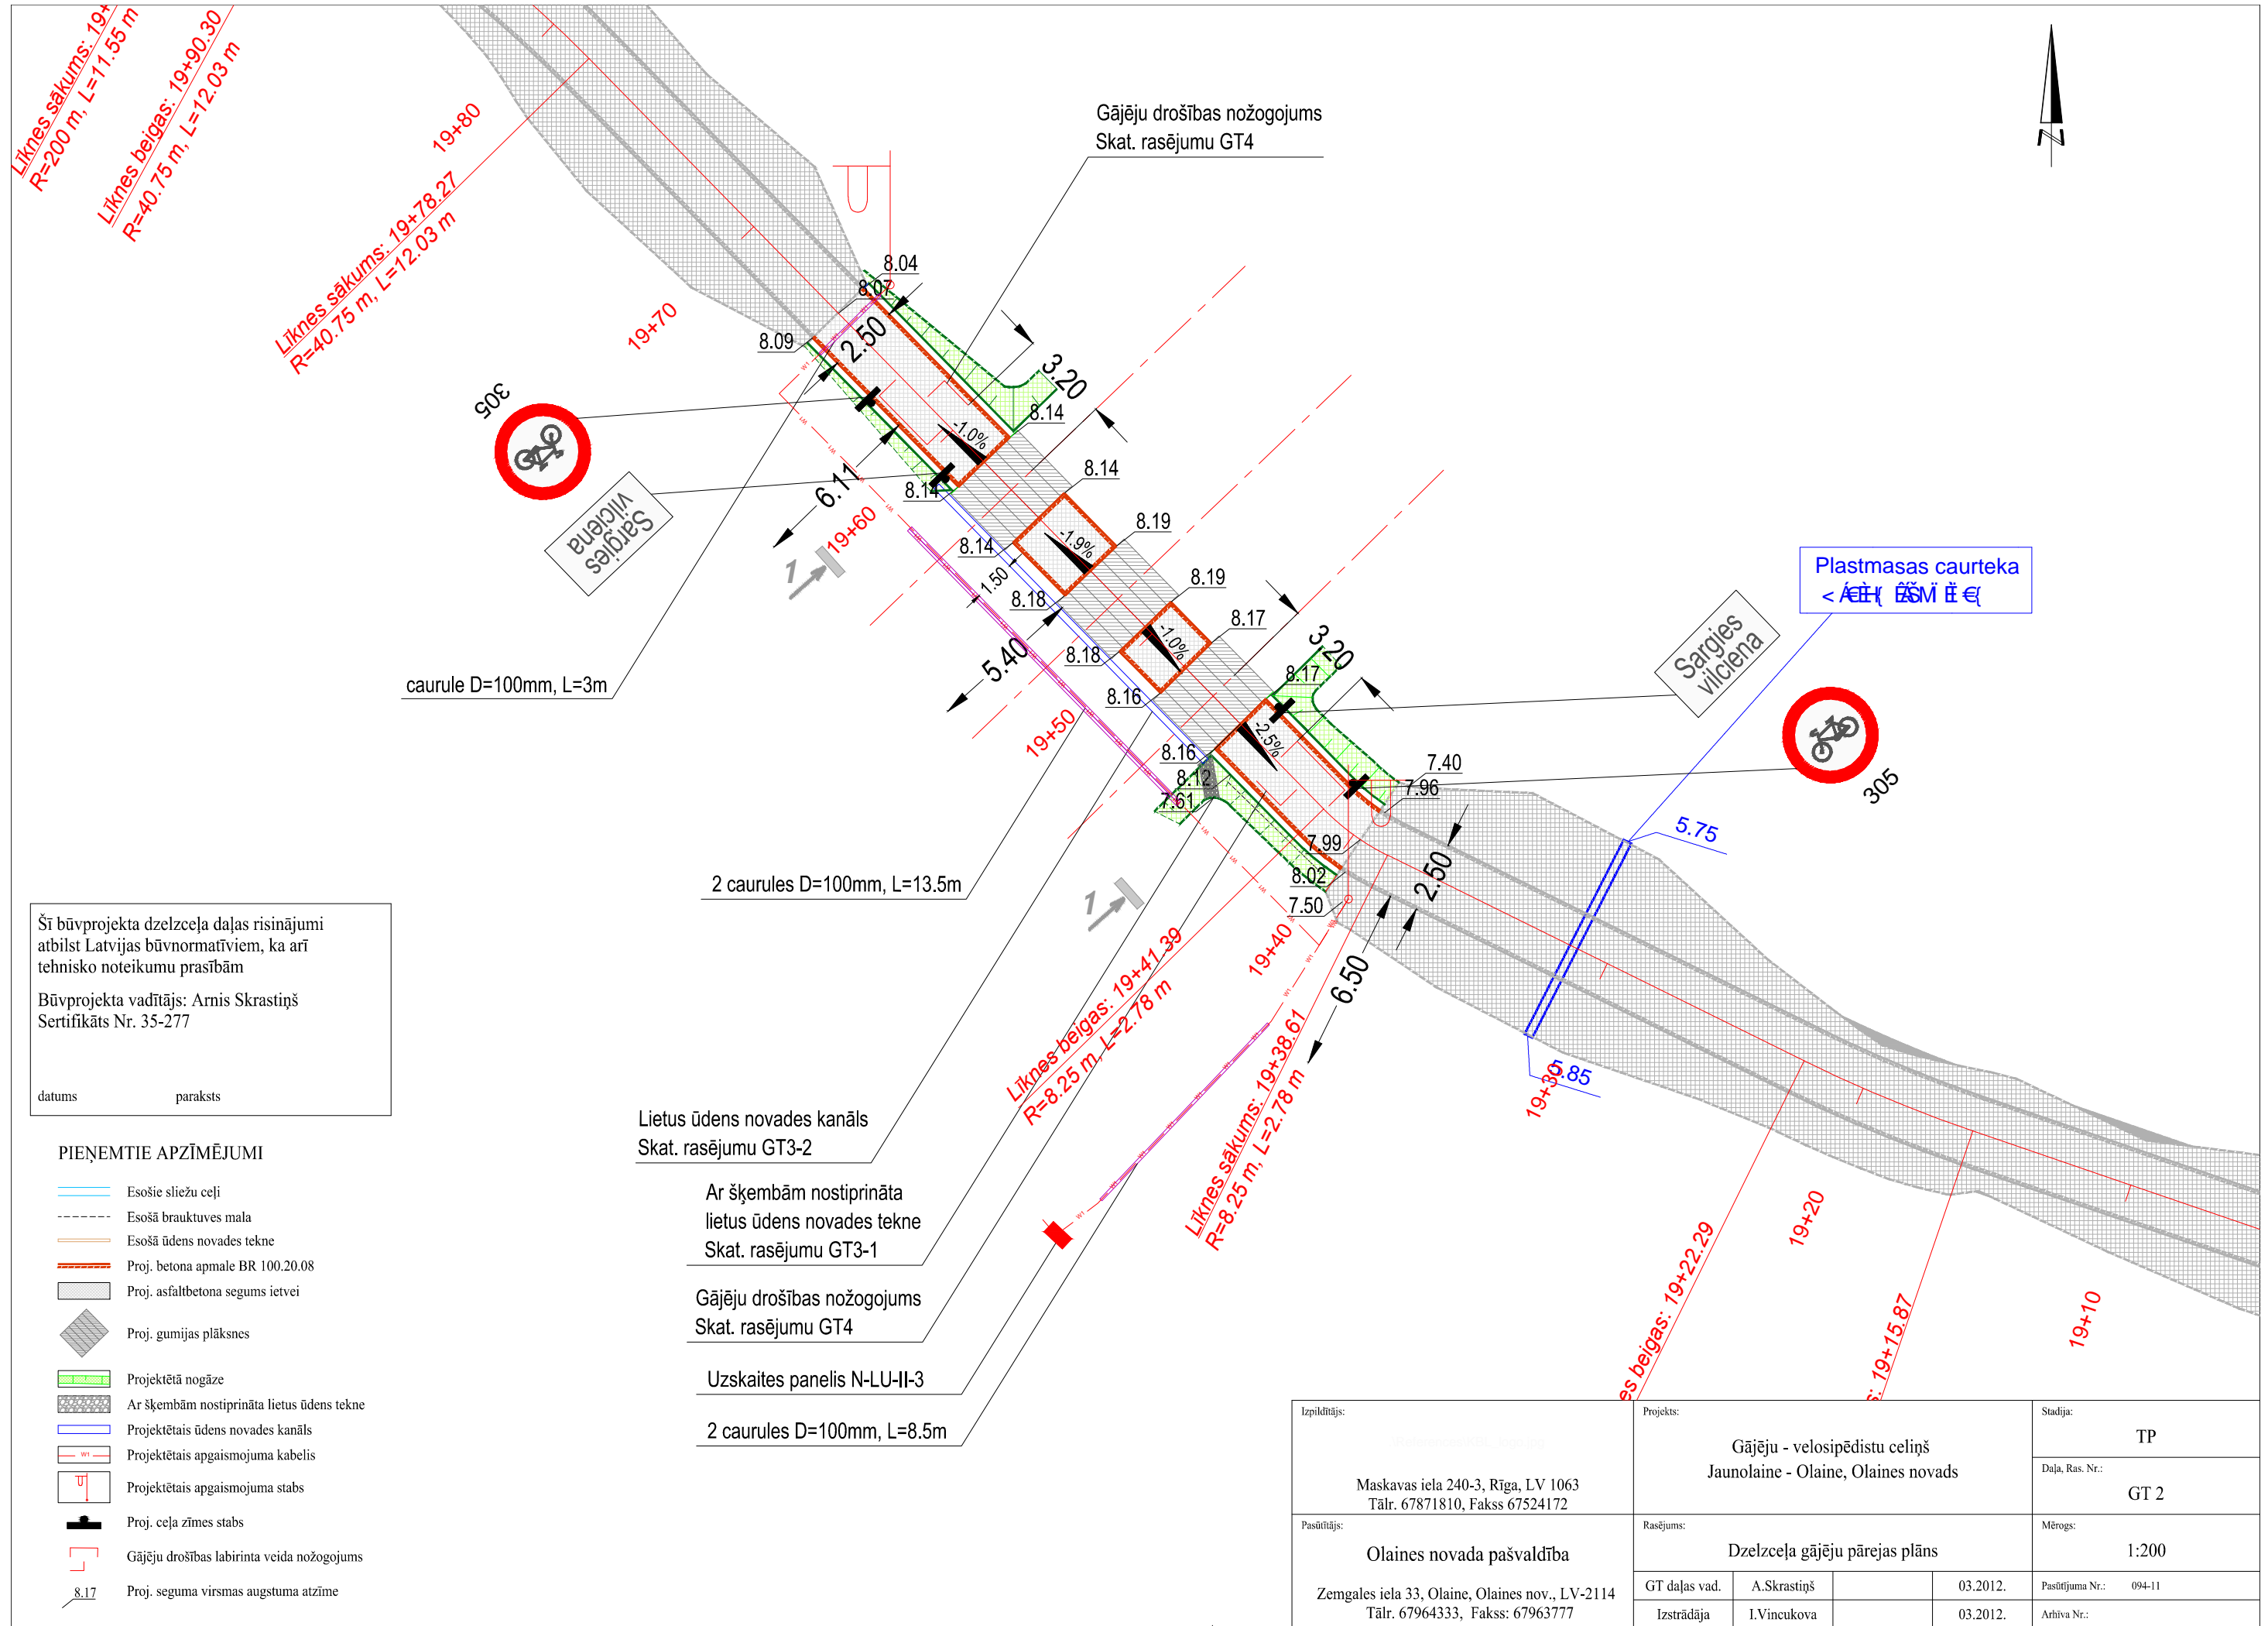 Līknes sākums: 19+
R=200 m, L=11.55 m
Līknes beigas: 19+90.30
R=40.75 m, L=12.03 m
Līknes sākums: 19+78.27
R=40.75 m, L=12.03 m
19+80
19+70
Gājēju drošības nožogojums
Skat. rasējumu GT4
N
8.04
8.07
8.09
2.50
3.20
8.14
-1.0%
305
Sargies
vilciena
6.11
8.14
19+60
8.14
8.19
8.14
-1.9%
1
1.50
8.18
8.19
8.17
-1.0%
8.18
5.40
8.16
3.20
8.17
caurule D=100mm, L=3m
19+50
-2.5%
8.16
8.12
7.61
7.40
7.96
Sargies
vilciena
305
Plastmasas caurteka
5.75
7.99
8.02
7.50
2.50
6.50
1
2 caurules D=100mm, L=13.5m
19+40
Līknes beigas: 19+41.39
R=8.25 m, L=2.78 m
Līknes sākums: 19+38.61
R=8.25 m, L=2.78 m
5.85
19+30
19+20
19+10
es beigas: 19+22.29
s: 19+15.87
Lietus ūdens novades kanāls
Skat. rasējumu GT3-2
Ar šķembām nostiprināta
lietus ūdens novades tekne
Skat. rasējumu GT3-1
Gājēju drošības nožogojums
Skat. rasējumu GT4
Uzskaites panelis N-LU-II-3
2 caurules D=100mm, L=8.5m
Šī būvprojekta dzelzceļa daļas risinājumi
atbilst Latvijas būvnormatīviem, ka arī
tehnisko noteikumu prasībām
Būvprojekta vadītājs: Arnis Skrastiņš
Sertifikāts Nr. 35-277
datums paraksts
PIEŅEMTIE APZĪMĒJUMI
Esošie sliežu ceļi
Esošā brauktuves mala
Esošā ūdens novades tekne
Proj. betona apmale BR 100.20.08
Proj. asfaltbetona segums ietvei
Proj. gumijas plāksnes
Projektētā nogāze
Ar šķembām nostiprināta lietus ūdens tekne
Projektētais ūdens novades kanāls
W1 Projektētais apgaismojuma kabelis
Projektētais apgaismojuma stabs
Proj. ceļa zīmes stabs
Gājēju drošības labirinta veida nožogojums
8.17 Proj. seguma virsmas augstuma atzīme
Izpildītājs:
Maskavas iela 240-3, Rīga, LV 1063
Tālr. 67871810, Fakss 67524172
Projekts:
Gājēju - velosipēdistu celiņš
Jaunolaine - Olaine, Olaines novads
Stadija:
TP
Daļa, Ras. Nr.:
GT 2
Pasūtītājs:
Olaines novada pašvaldība
Zemgales iela 33, Olaine, Olaines nov., LV-2114
Tālr. 67964333, Fakss: 67963777
Rasējums:
Dzelzceļa gājēju pārejas plāns
Mērogs:
1:200
GT daļas vad. A.Skrastiņš 03.2012.
Izstrādāja I.Vincukova 03.2012.
Pasūtījuma Nr.: 094-11
Arhīva Nr.: